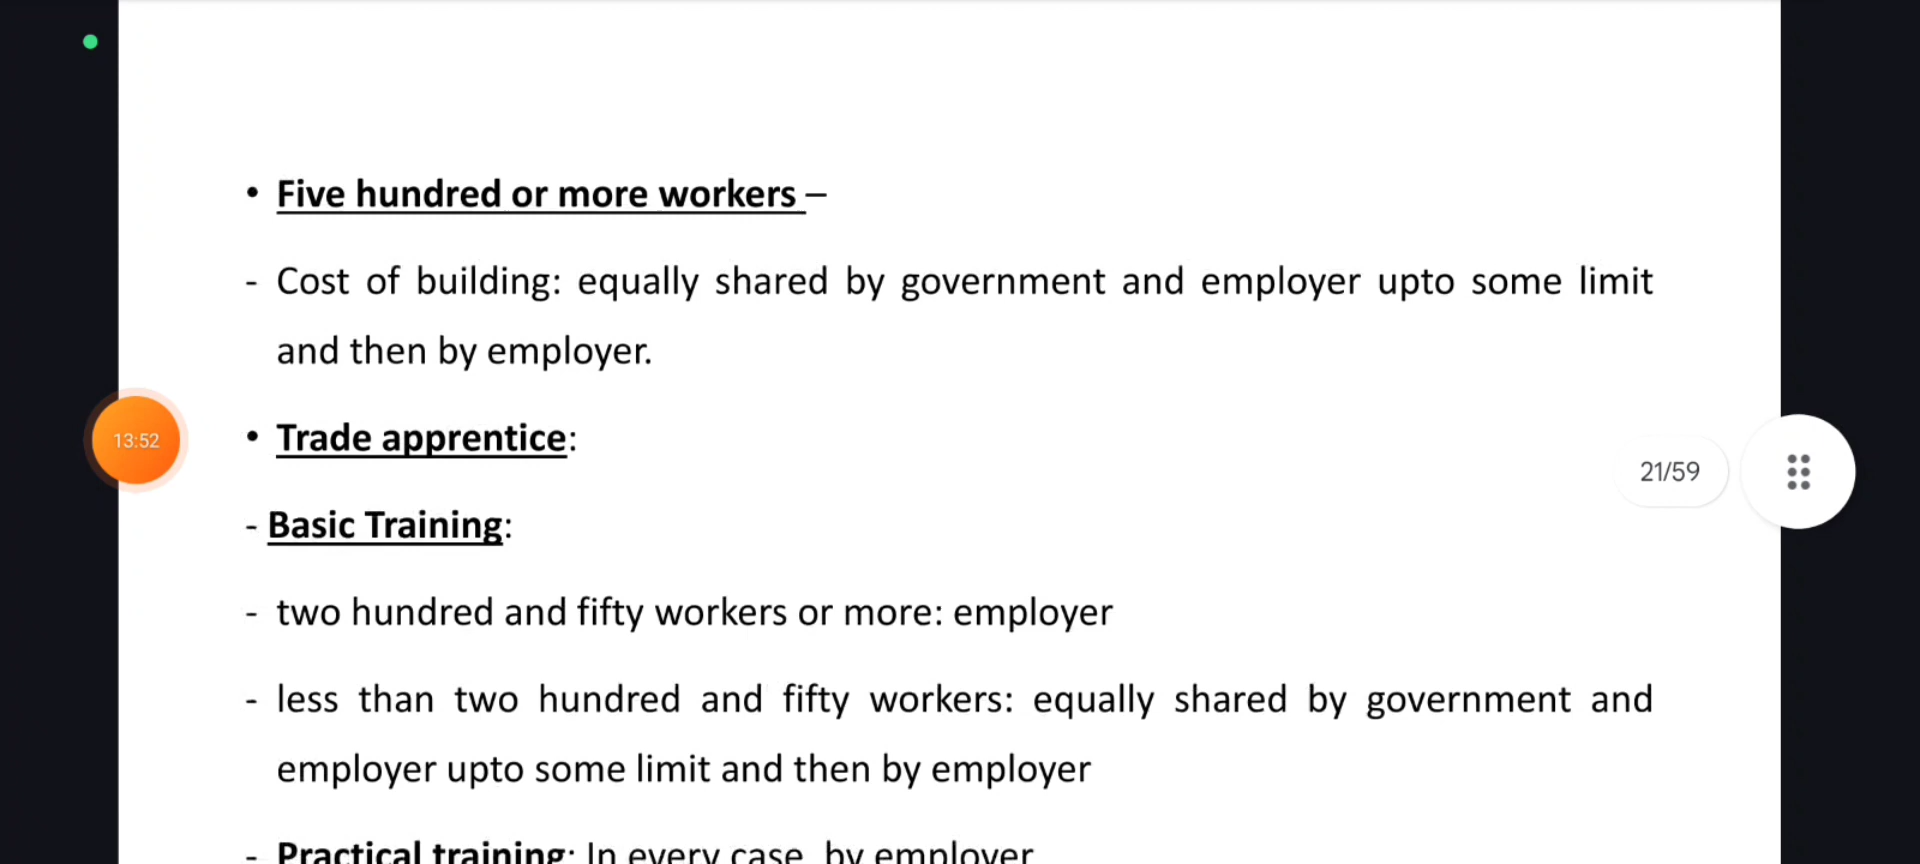 • Five hundred or more workers –
- Cost of building: equally shared by government and employer upto some limit
and then by employer.
13:52
• Trade apprentice:
21/59
- Basic Training:
- two hundred and fifty workers or more: employer
- less than two hundred and fifty workers: equally shared by government and
employer upto some limit and then by employer
- Practical training: In every case, by employer